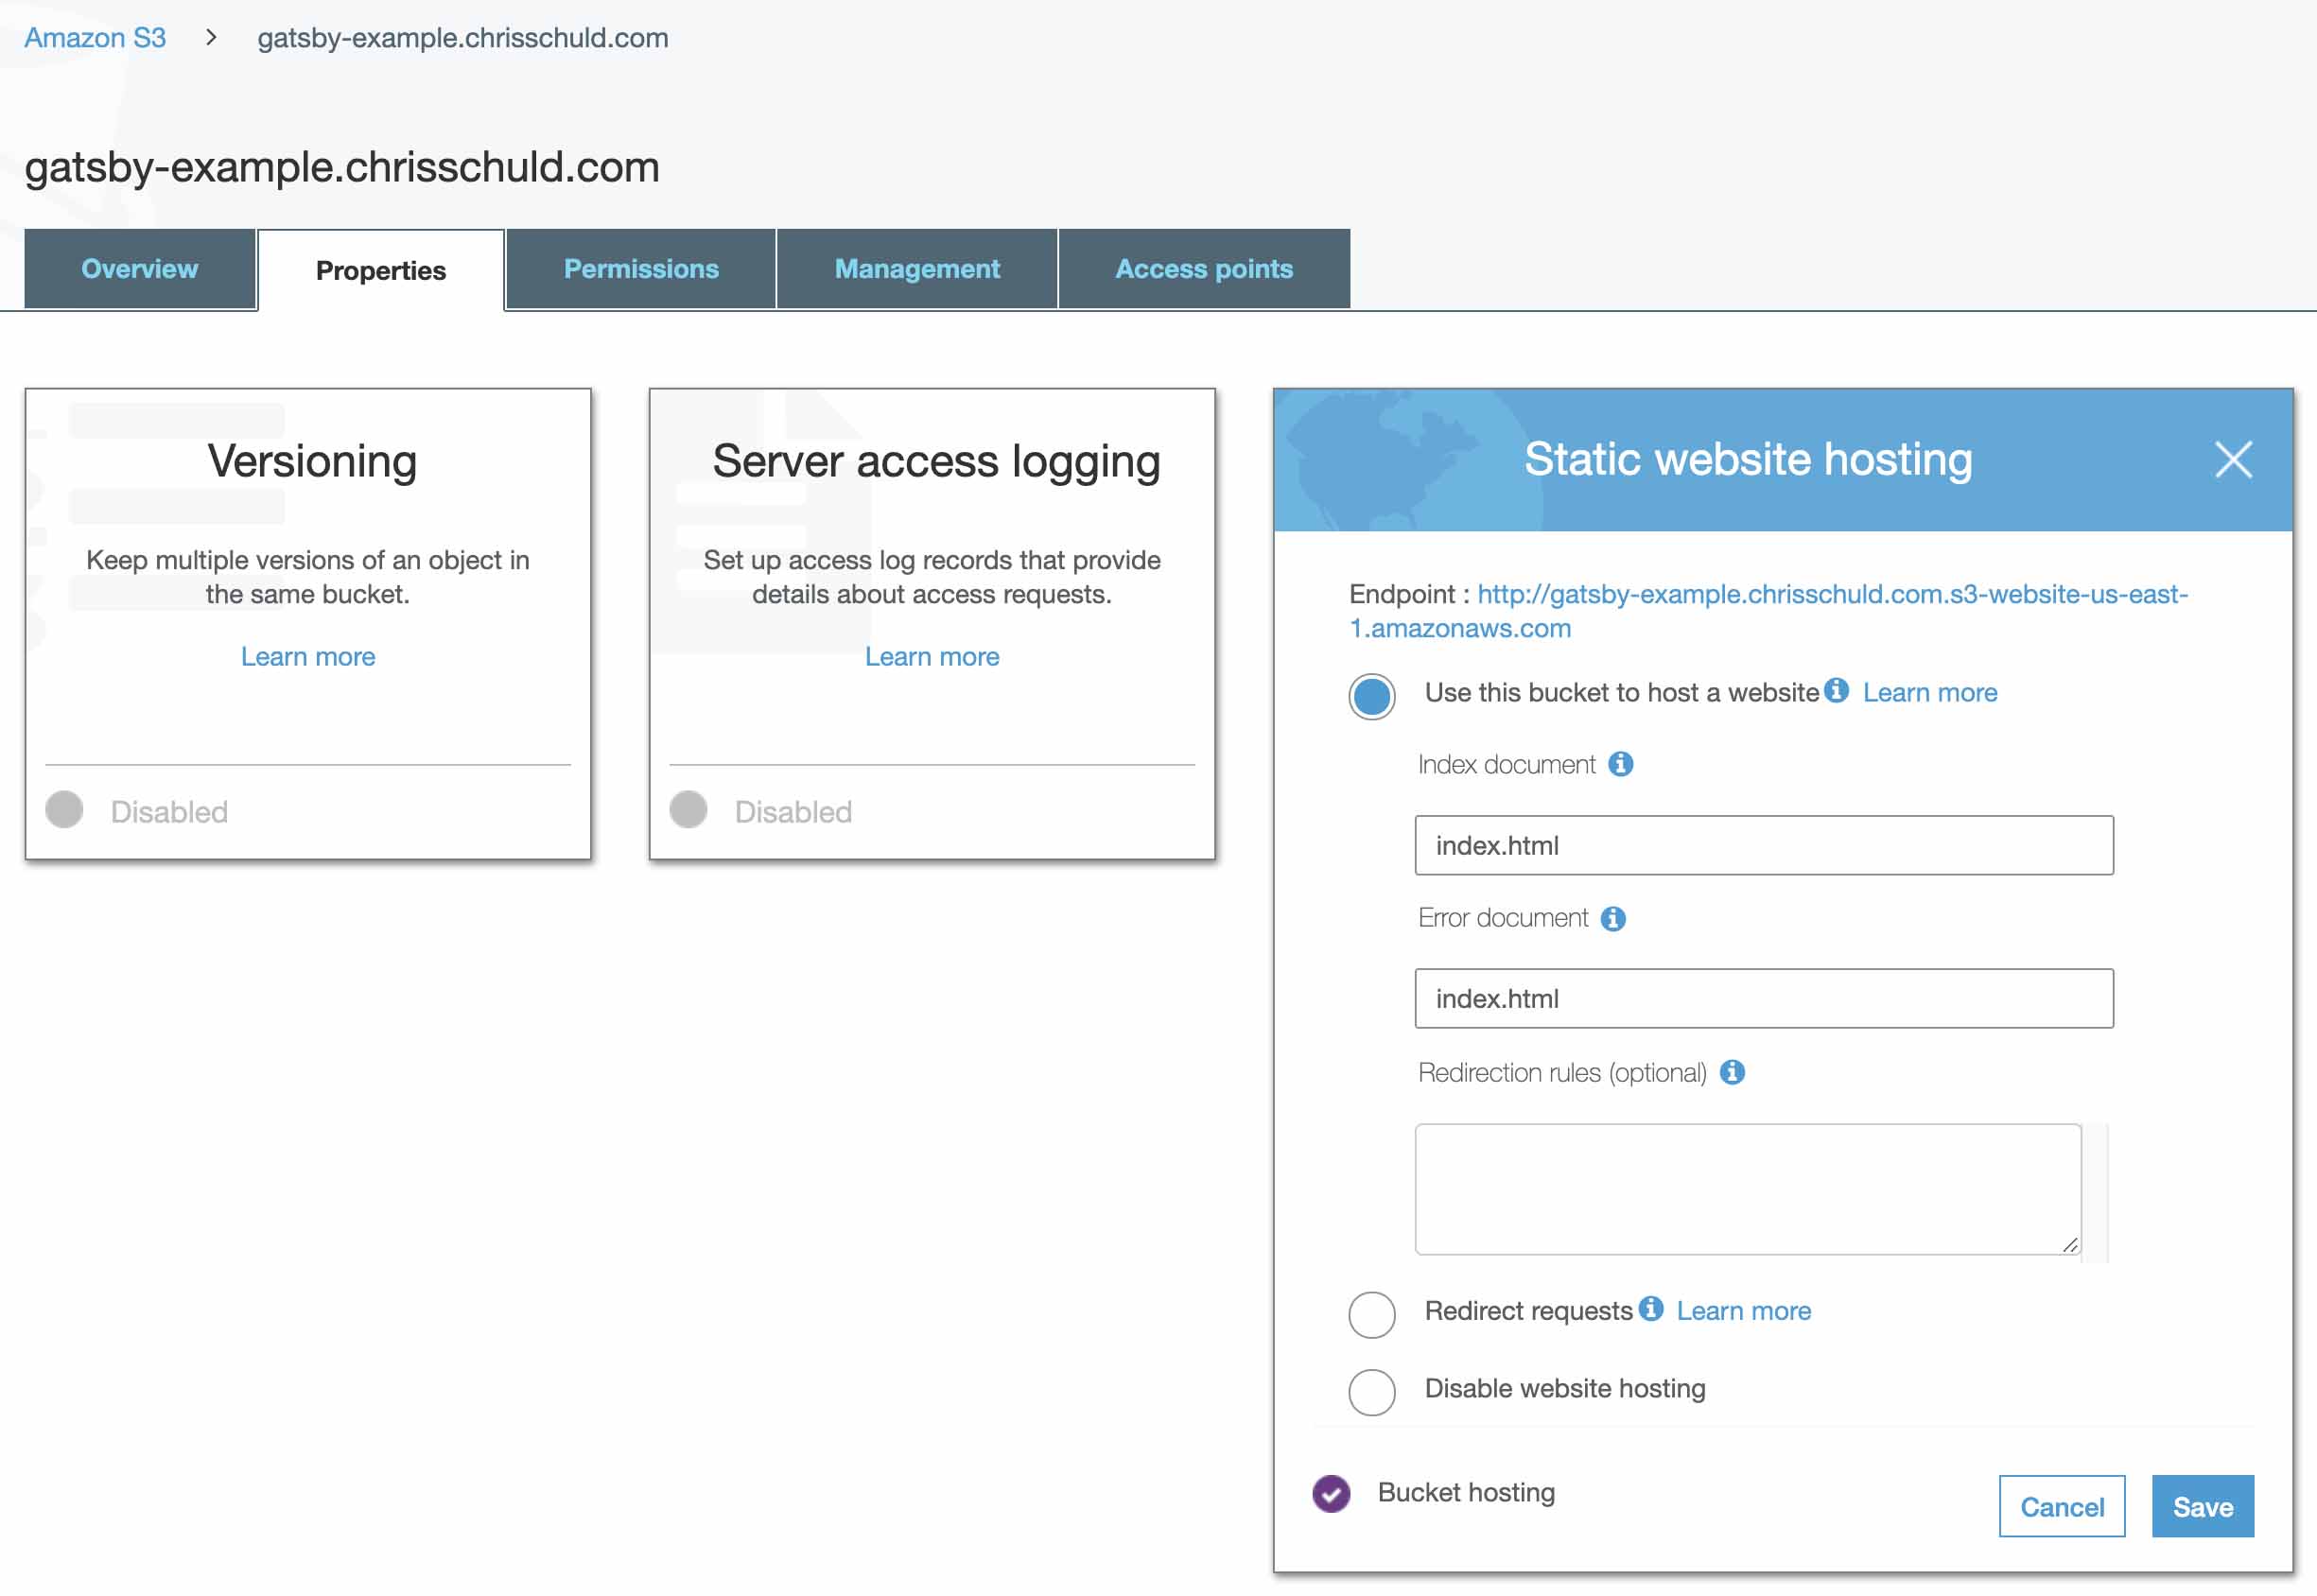 Amazon S3 > gatsby-example.chrisschuld.com
gatsby-example.chrisschuld.com
Overview Properties Permissions Management Access points
Versioning
Keep multiple versions of an object in
the same bucket.
Learn more
Disabled
Server access logging
Set up access log records that provide
details about access requests.
Learn more
Disabled
Static website hosting
Endpoint : http://gatsby-example.chrisschuld.com.s3-website-us-east-
1.amazonaws.com
Use this bucket to host a website Learn more
Index document
index.html
Error document
index.html
Redirection rules (optional)
Redirect requests Learn more
Disable website hosting
Bucket hosting
Cancel Save